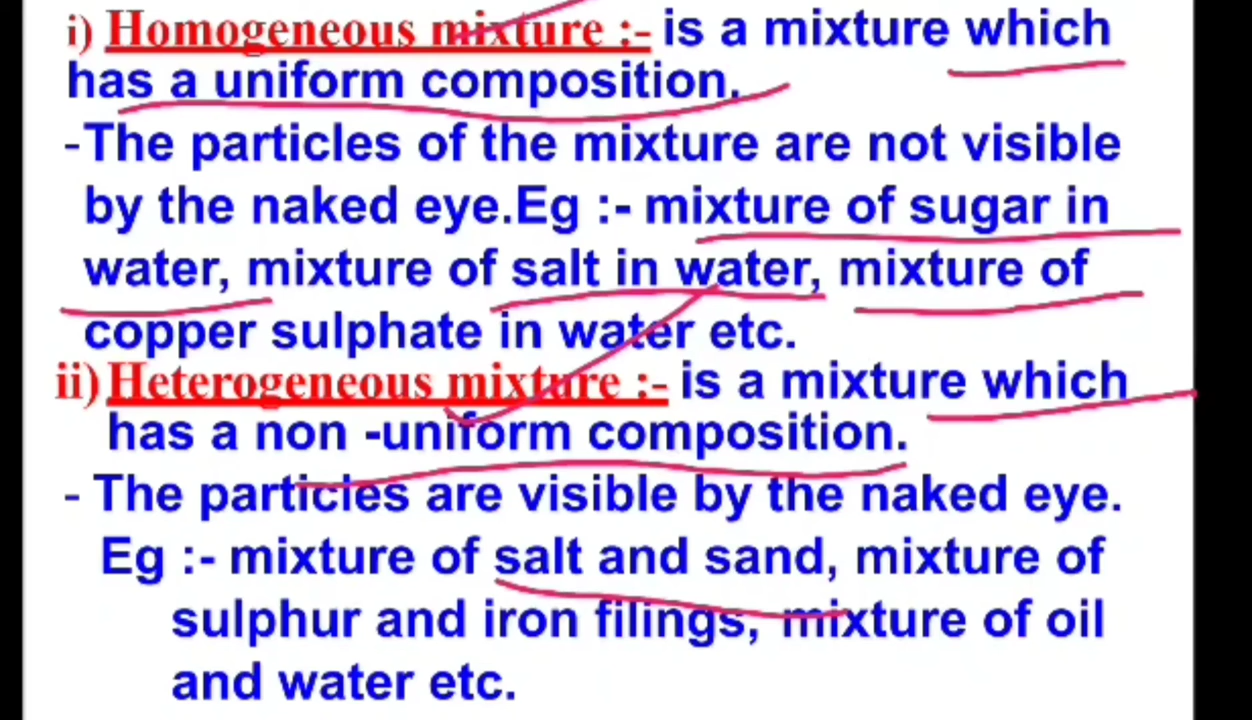 i) Homogeneous mixture :- is a mixture which
has a uniform composition.
-The particles of the mixture are not visible
by the naked eye.Eg :- mixture of sugar in
water, mixture of salt in water, mixture of
copper sulphate in water etc.
ii) Heterogeneous mixture :- is a mixture which
has a non -uniform composition.
- The particles are visible by the naked eye.
Eg :- mixture of salt and sand, mixture of
sulphur and iron filings, mixture of oil
and water etc.